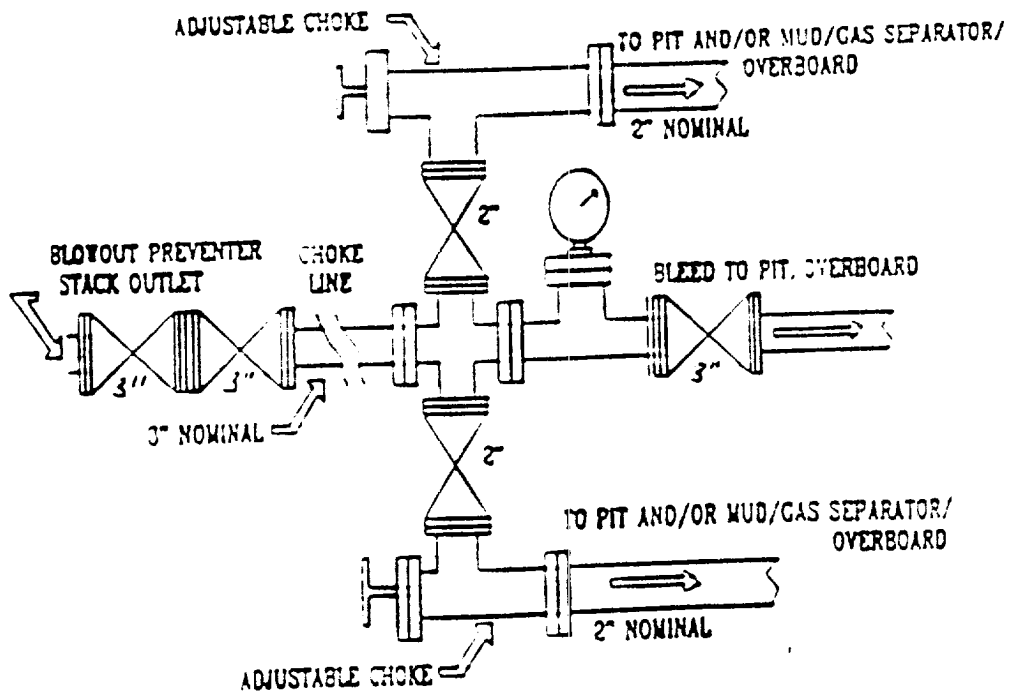 ADJUSTABLE CHOKE
TO PIT AND/OR MUD/GAS SEPARATOR/
OVERBOARD
2" NOMINAL
2"
BLOWOUT PREVENTER
STACK OUTLET
CHOKE
LINE
BLEED TO PIT, OVERBOARD
3"
3"
3"
3" NOMINAL
2"
TO PIT AND/OR MUD/GAS SEPARATOR/
OVERBOARD
2" NOMINAL
ADJUSTABLE CHOKE